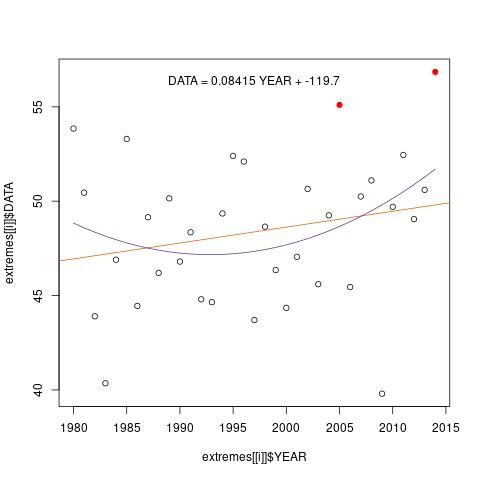 DATA = 0.08415 YEAR + -119.7
extremes[[i]]$DATA
55
50
45
40
1980 1985 1990 1995 2000 2005 2010 2015
extremes[[i]]$YEAR